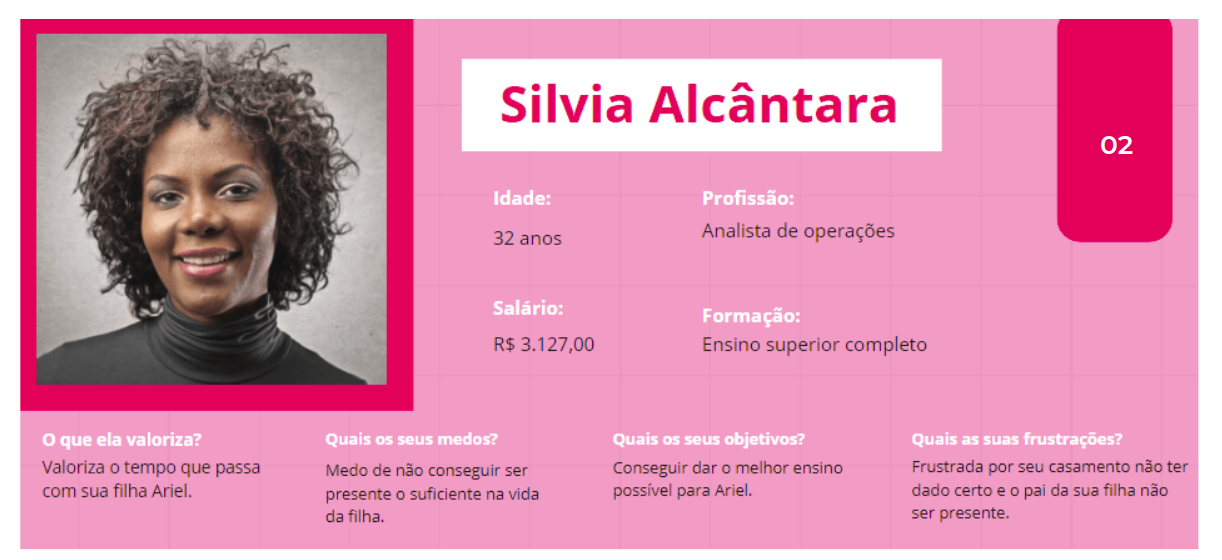 Silvia Alcântara
02
Idade:
32 anos
Profissão:
Analista de operações
Salário:
R$ 3.127,00
Formação:
Ensino superior completo
O que ela valoriza?
Valoriza o tempo que passa
com sua filha Ariel.
Quais os seus medos?
Medo de não conseguir ser
presente o suficiente na vida
da filha.
Quais os seus objetivos?
Conseguir dar o melhor ensino
possível para Ariel.
Quais as suas frustrações?
Frustrada por seu casamento não ter
dado certo e o pai da sua filha não
ser presente.